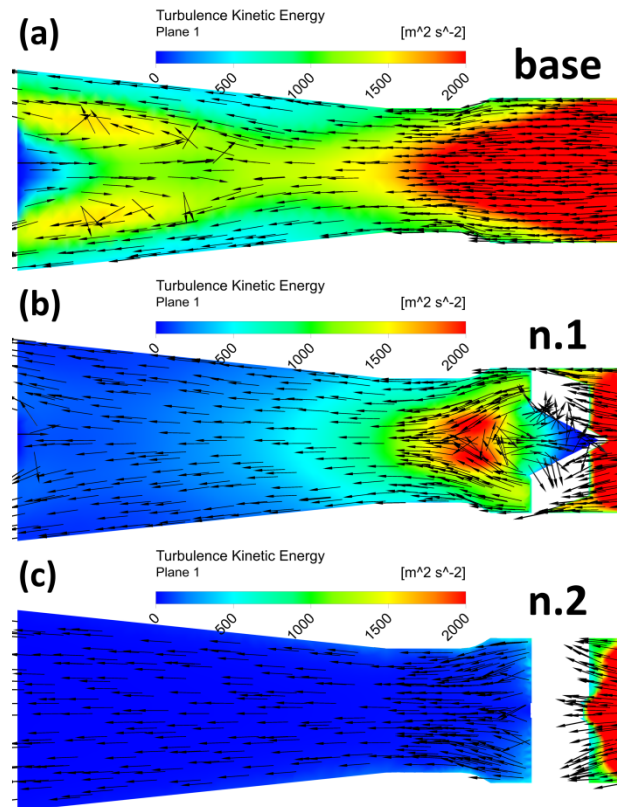 (a)
Turbulence Kinetic Energy
Plane 1
[m^2 s^-2]
0 500 1000 1500 2000
base
(b)
Turbulence Kinetic Energy
Plane 1
[m^2 s^-2]
0 500 1000 1500 2000
n.1
(c)
Turbulence Kinetic Energy
Plane 1
[m^2 s^-2]
0 500 1000 1500 2000
n.2